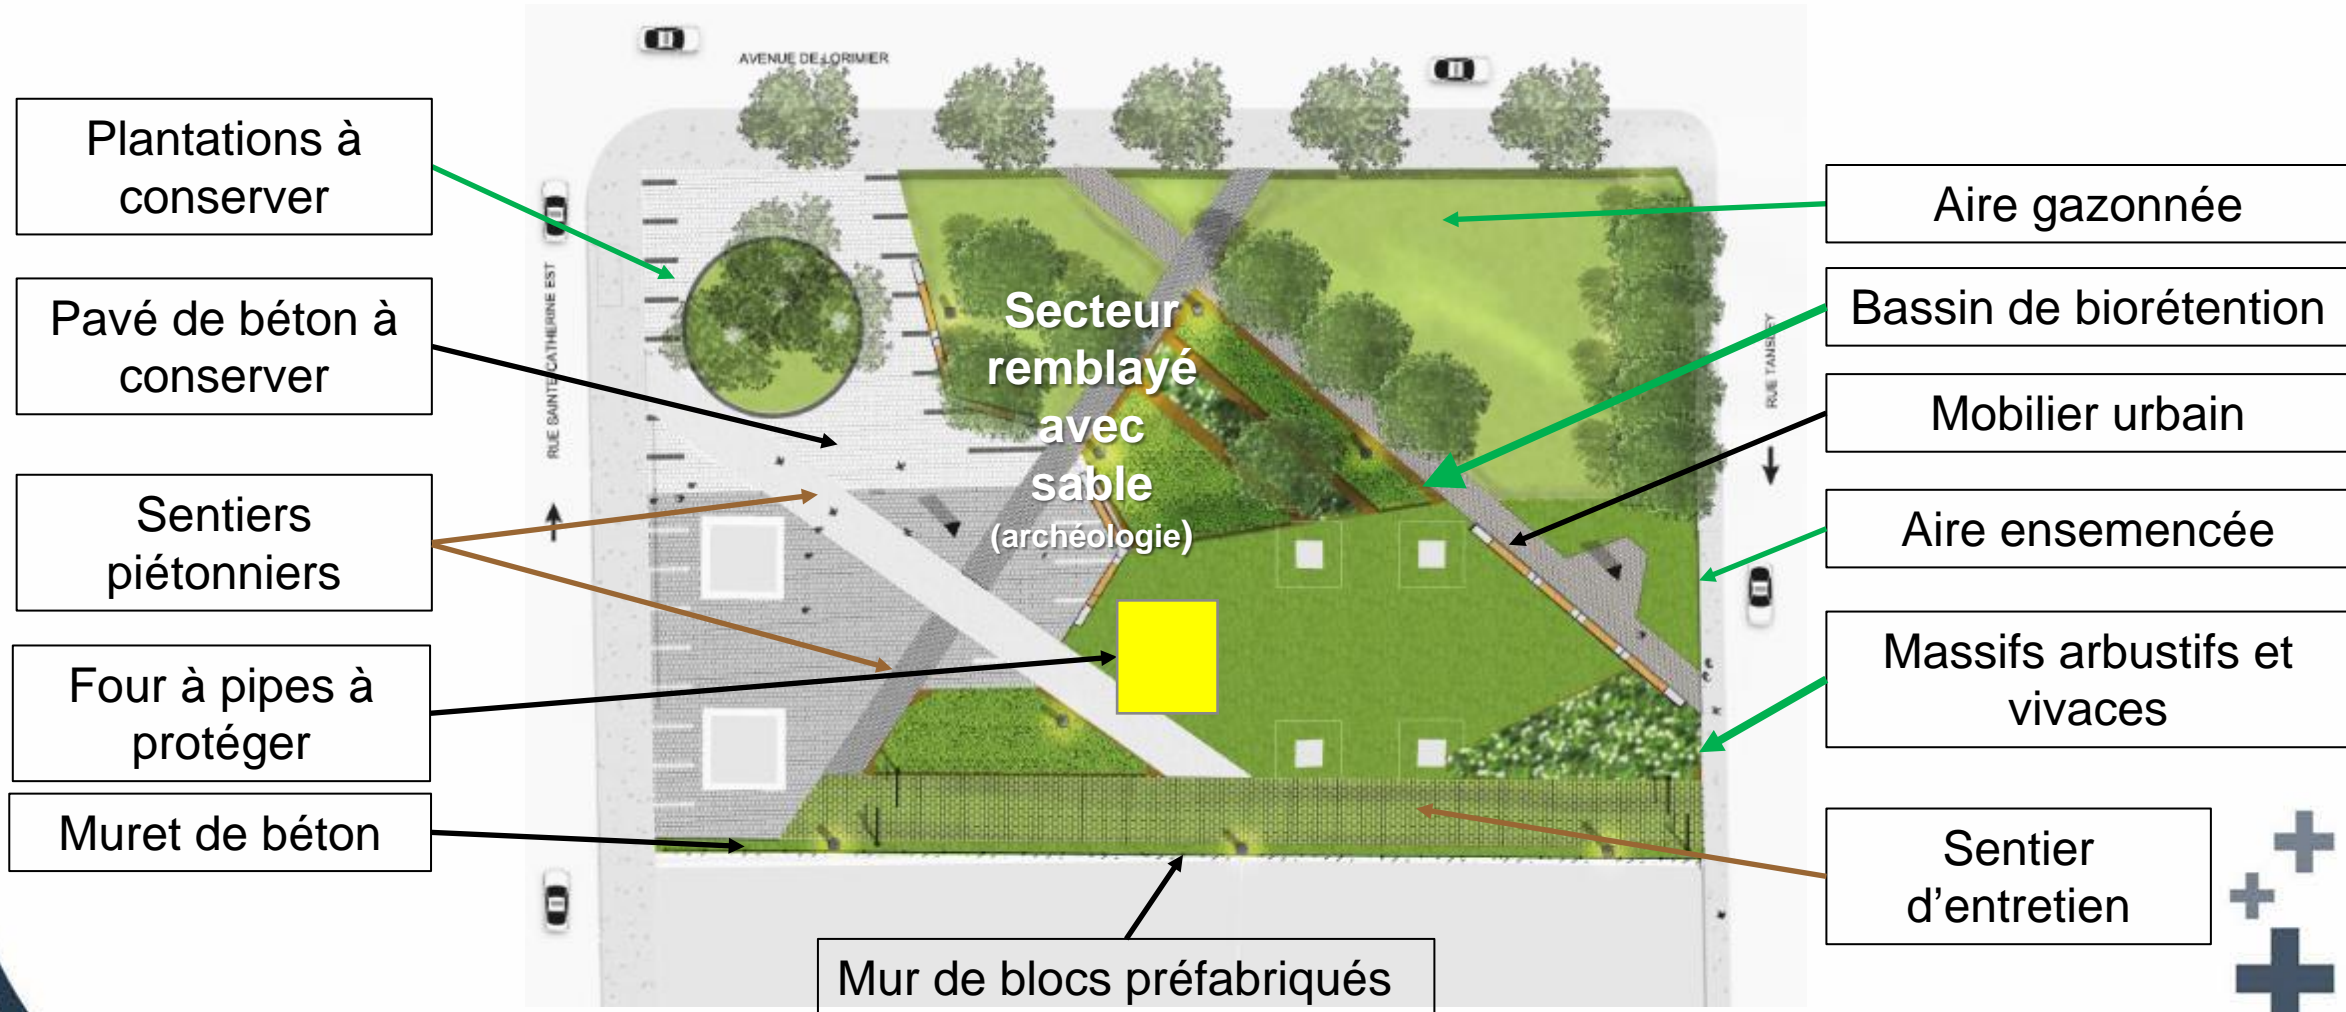 AVENUE DE LORIMIER
Plantations à
conserver
Pavé de béton à
conserver
Sentiers
piétonniers
Four à pipes à
protéger
Muret de béton
RUE SAINTE-CATHERINE EST
Secteur
remblayé
avec
sable
(archéologie)
Mur de blocs préfabriqués
RUE TANSLEY
Aire gazonnée
Bassin de biorétention
Mobilier urbain
Aire ensemencée
Massifs arbustifs et
vivaces
Sentier
d’entretien